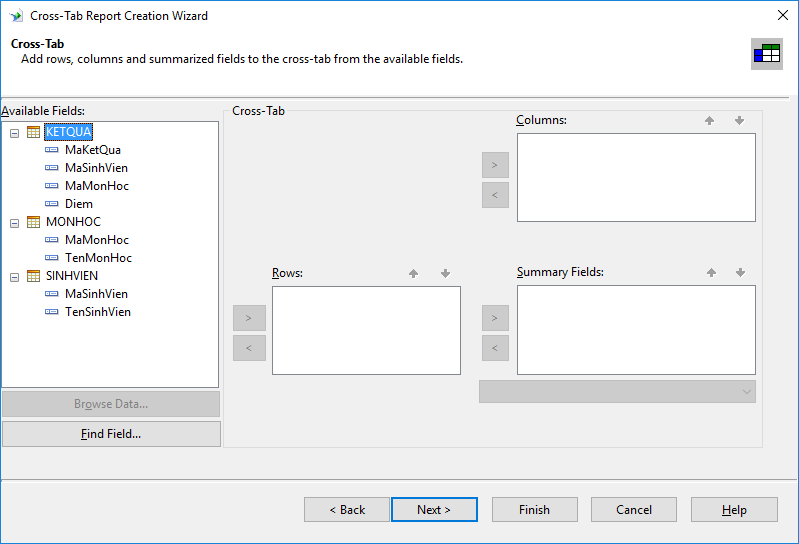 Cross-Tab Report Creation Wizard
Cross-Tab
Add rows, columns and summarized fields to the cross-tab from the available fields.
Available Fields:
KETQUA
MaKetQua
MaSinhVien
MaMonHoc
Diem
MONHOC
MaMonHoc
TenMonHoc
SINHVIEN
MaSinhVien
TenSinhVien
Browse Data...
Find Field...
Cross-Tab
Columns:
>
<
Rows:
>
<
Summary Fields:
>
<
< Back
Next >
Finish
Cancel
Help